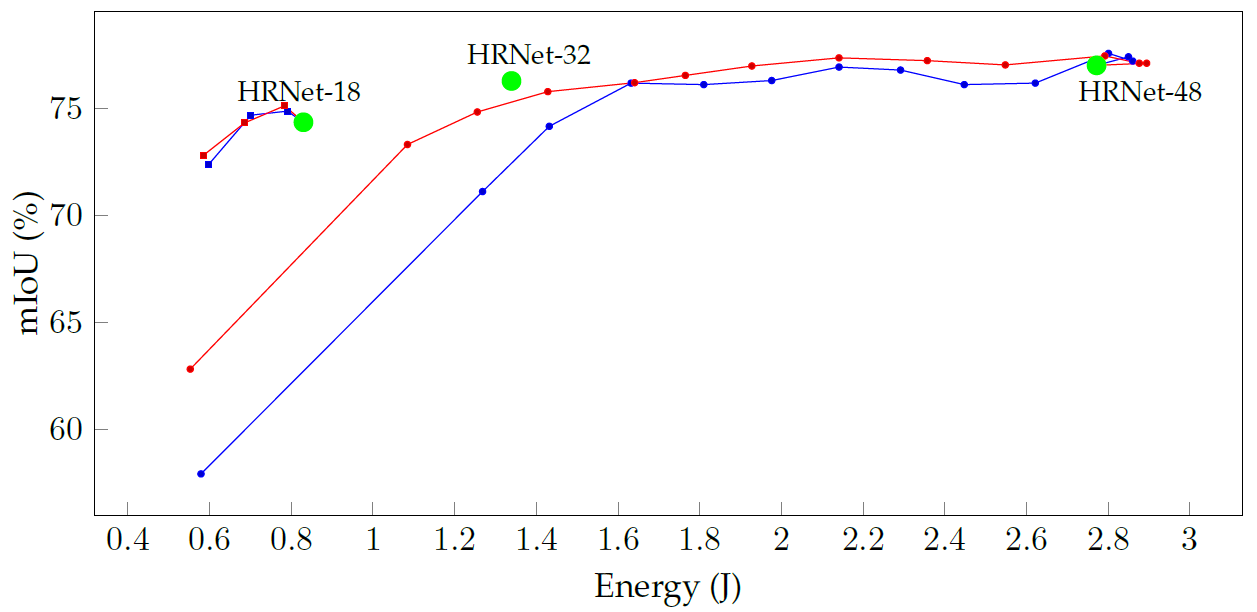 HRNet-32
HRNet-18
HRNet-48
75
70
65
60
mIoU (%)
0.4 0.6 0.8 1 1.2 1.4 1.6 1.8 2 2.2 2.4 2.6 2.8 3
Energy (J)